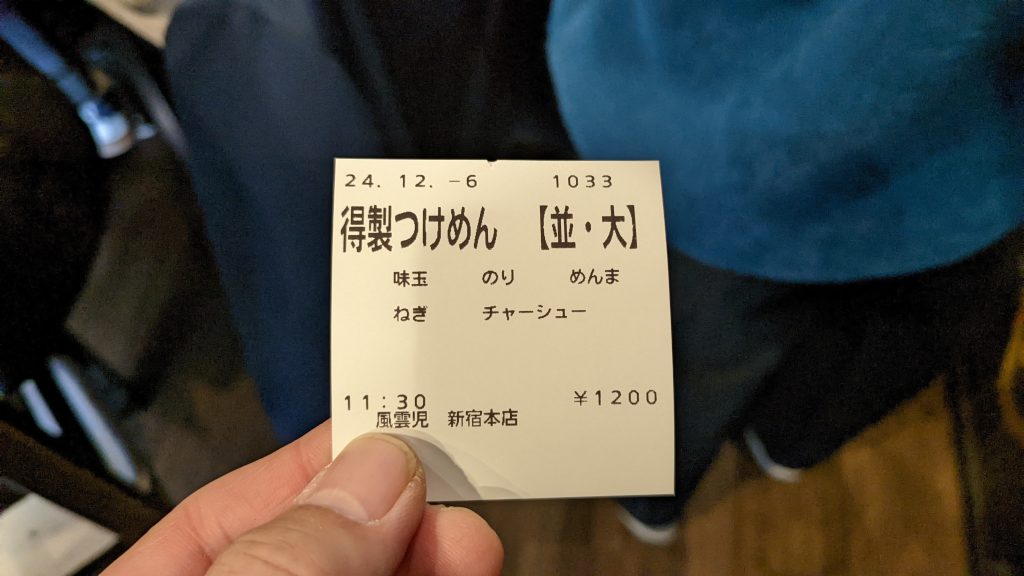 24. 12. -6 1033
得製つけめん 【並・大】
味玉 のり めんま
ねぎ チャーシュー
11:30 ¥1200
風雲児 新宿本店